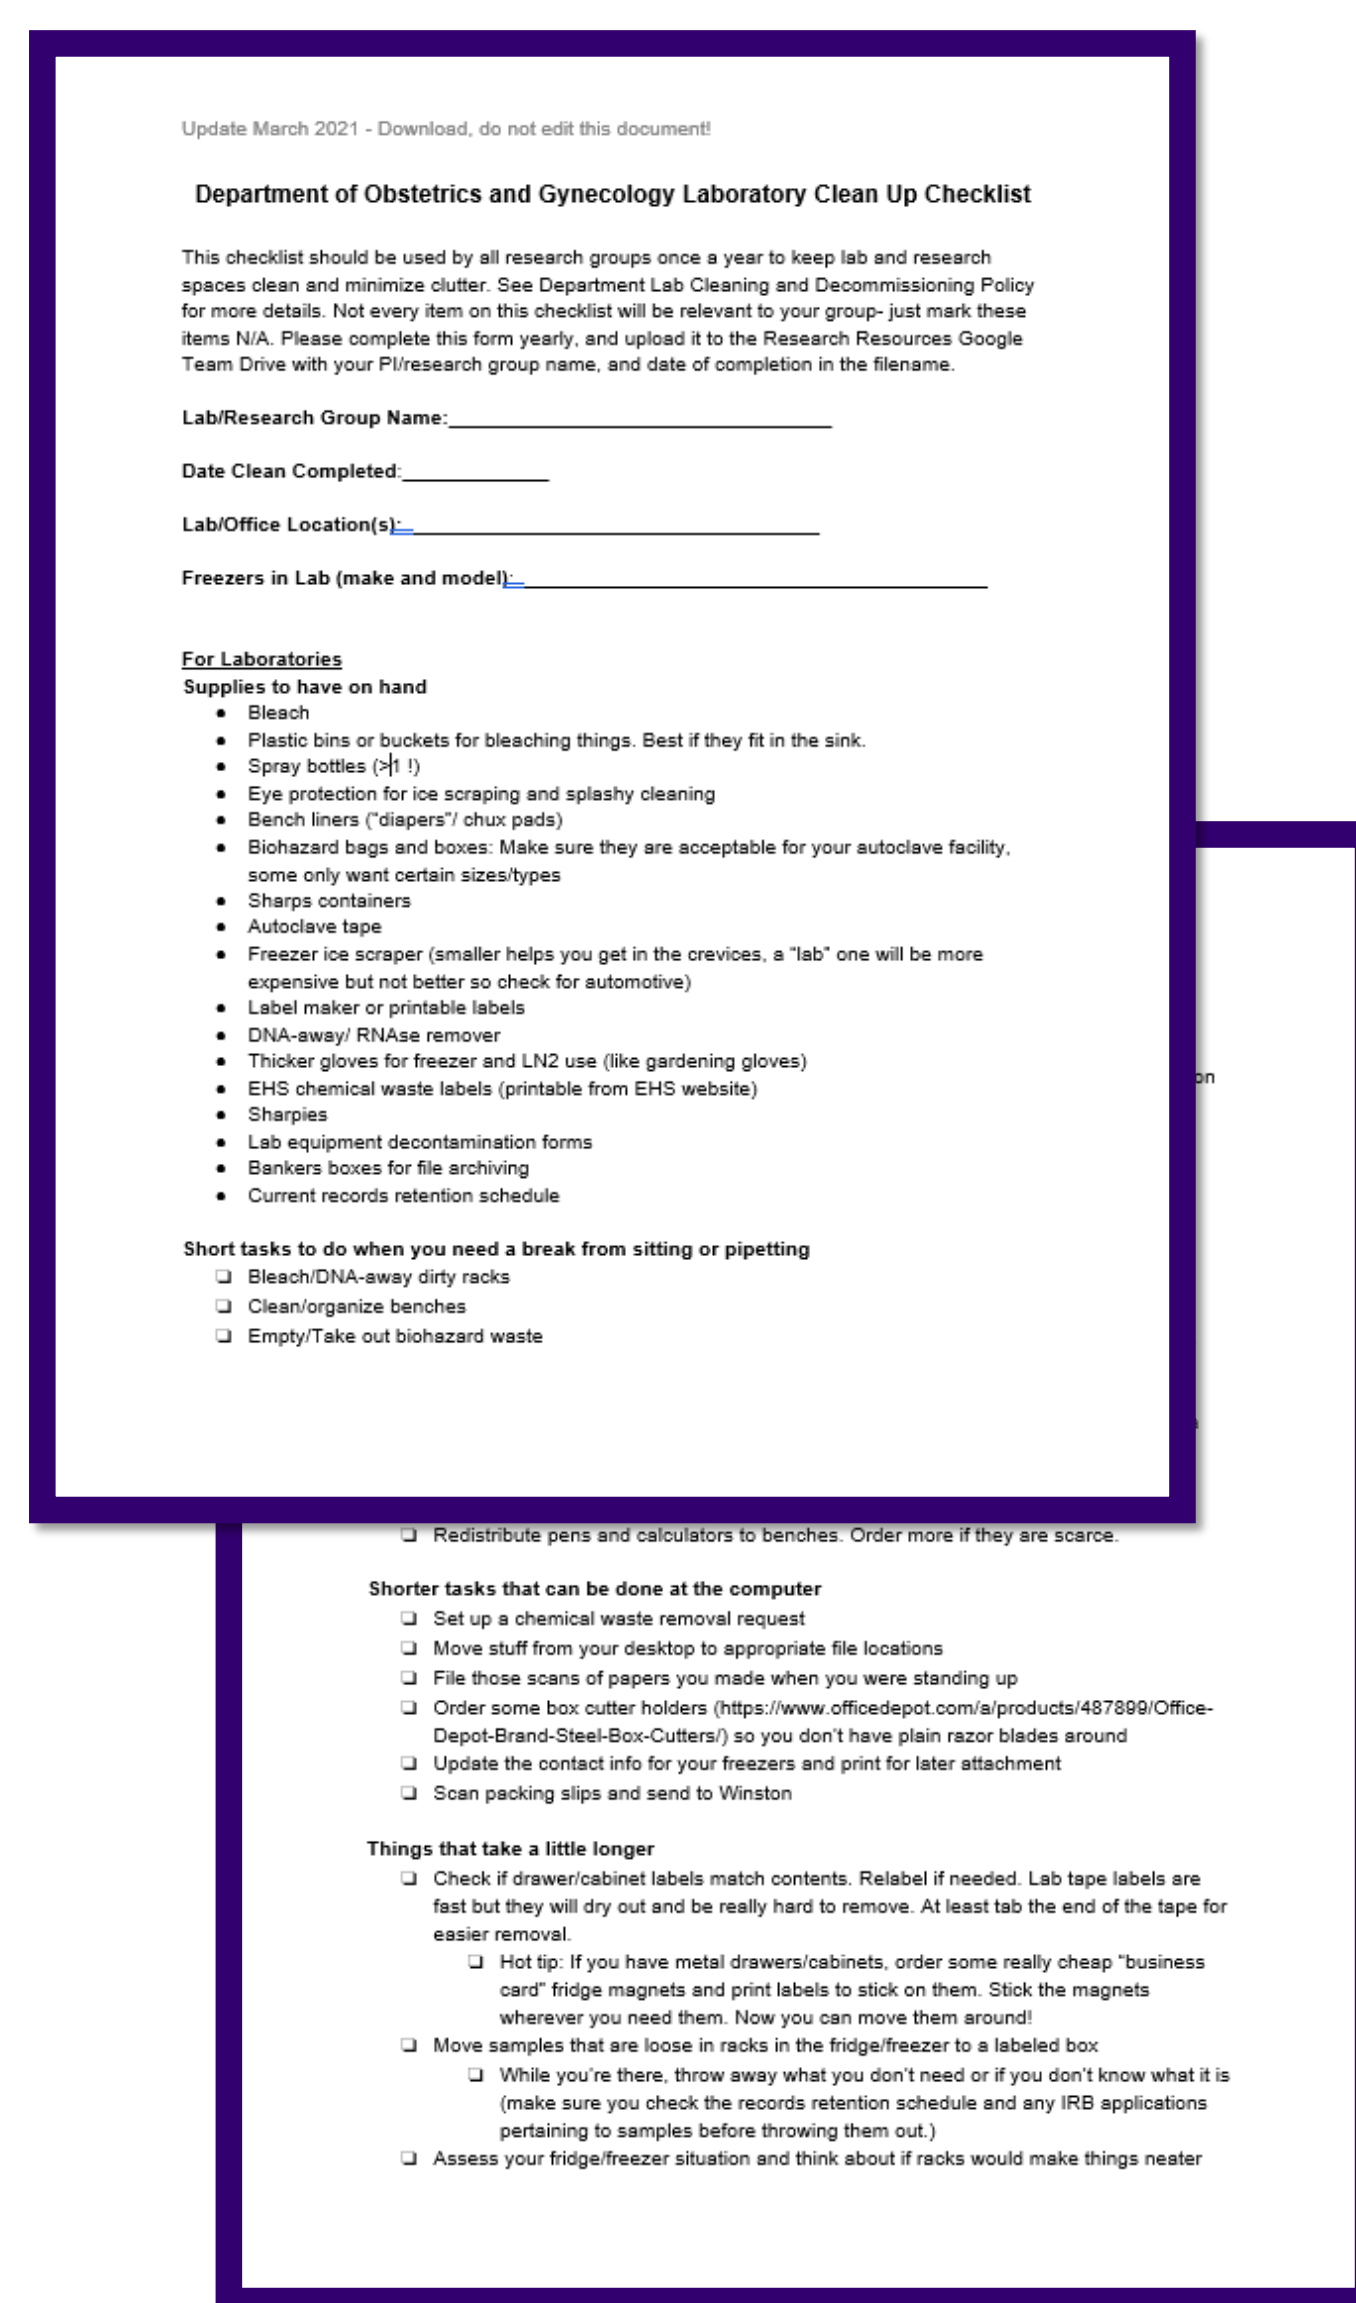 Update March 2021 - Download, do not edit this document!
Department of Obstetrics and Gynecology Laboratory Clean Up Checklist
This checklist should be used by all research groups once a year to keep lab and research
spaces clean and minimize clutter. See Department Lab Cleaning and Decommissioning Policy
for more details. Not every item on this checklist will be relevant to your group- just mark these
items N/A. Please complete this form yearly, and upload it to the Research Resources Google
Team Drive with your PI/research group name, and date of completion in the filename.
Lab/Research Group Name:
Date Clean Completed:
Lab/Office Location(s):
Freezers in Lab (make and model):
For Laboratories
Supplies to have on hand
● Bleach
● Plastic bins or buckets for bleaching things. Best if they fit in the sink.
● Spray bottles (>1 !)
● Eye protection for ice scraping and splashy cleaning
● Bench liners ("diapers"/ chux pads)
● Biohazard bags and boxes: Make sure they are acceptable for your autoclave facility,
some only want certain sizes/types
● Sharps containers
● Autoclave tape
● Freezer ice scraper (smaller helps you get in the crevices, a "lab" one will be more
expensive but not better so check for automotive)
● Label maker or printable labels
● DNA-away/ RNAse remover
● Thicker gloves for freezer and LN2 use (like gardening gloves)
● EHS chemical waste labels (printable from EHS website)
● Sharpies
● Lab equipment decontamination forms
● Bankers boxes for file archiving
● Current records retention schedule
Short tasks to do when you need a break from sitting or pipetting
❏ Bleach/DNA-away dirty racks
❏ Clean/organize benches
❏ Empty/Take out biohazard waste
on
❏ Redistribute pens and calculators to benches. Order more if they are scarce.
Shorter tasks that can be done at the computer
❏ Set up a chemical waste removal request
❏ Move stuff from your desktop to appropriate file locations
❏ File those scans of papers you made when you were standing up
❏ Order some box cutter holders (https://www.officedepot.com/a/products/487899/Office-
Depot-Brand-Steel-Box-Cutters/) so you don't have plain razor blades around
❏ Update the contact info for your freezers and print for later attachment
❏ Scan packing slips and send to Winston
Things that take a little longer
❏ Check if drawer/cabinet labels match contents. Relabel if needed. Lab tape labels are
fast but they will dry out and be really hard to remove. At least tab the end of the tape for
easier removal.
❏ Hot tip: If you have metal drawers/cabinets, order some really cheap "business
card" fridge magnets and print labels to stick on them. Stick the magnets
wherever you need them. Now you can move them around!
❏ Move samples that are loose in racks in the fridge/freezer to a labeled box
❏ While you're there, throw away what you don't need or if you don't know what it is
(make sure you check the records retention schedule and any IRB applications
pertaining to samples before throwing them out.)
❏ Assess your fridge/freezer situation and think about if racks would make things neater